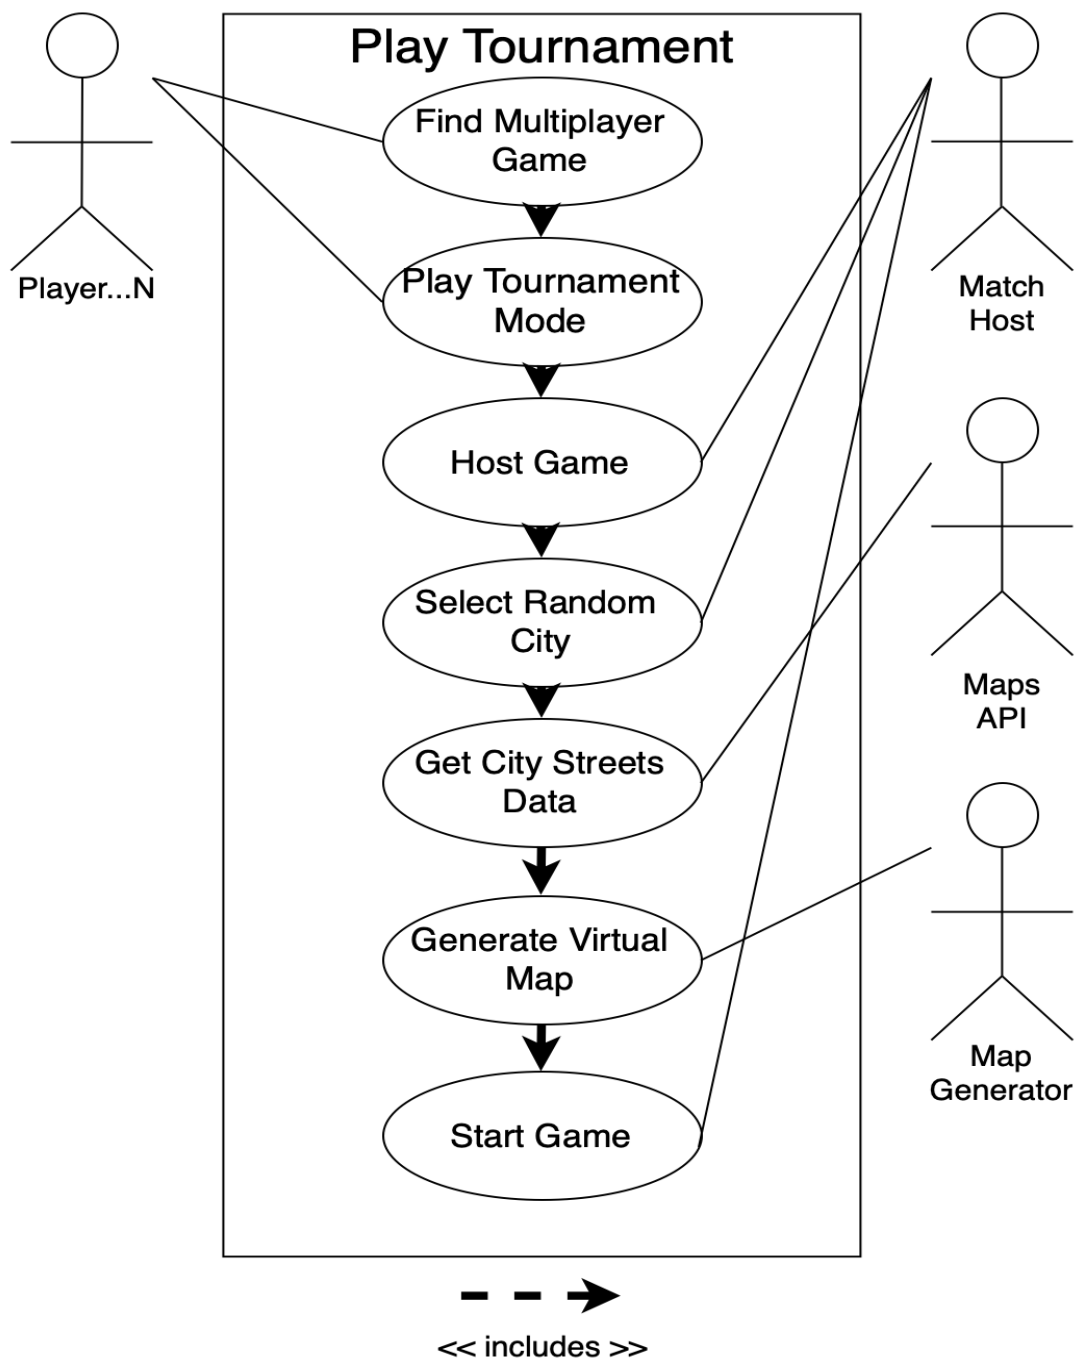 Play Tournament
Find Multiplayer
Game
Play Tournament
Mode
Host Game
Select Random
City
Get City Streets
Data
Generate Virtual
Map
Start Game
Player...N
Match
Host
Maps
API
Map
Generator
<< includes >>